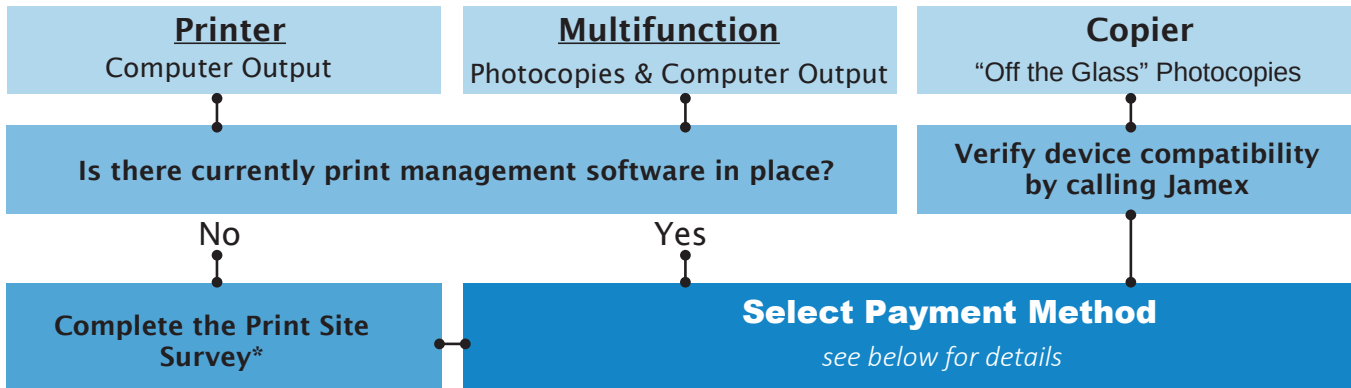 Printer
Computer Output
Multifunction
Photocopies & Computer Output
Copier
“Off the Glass” Photocopies
Is there currently print management software in place?
Verify device compatibility
by calling Jamex
No
Yes
Complete the Print Site
Survey*
Select Payment Method
see below for details